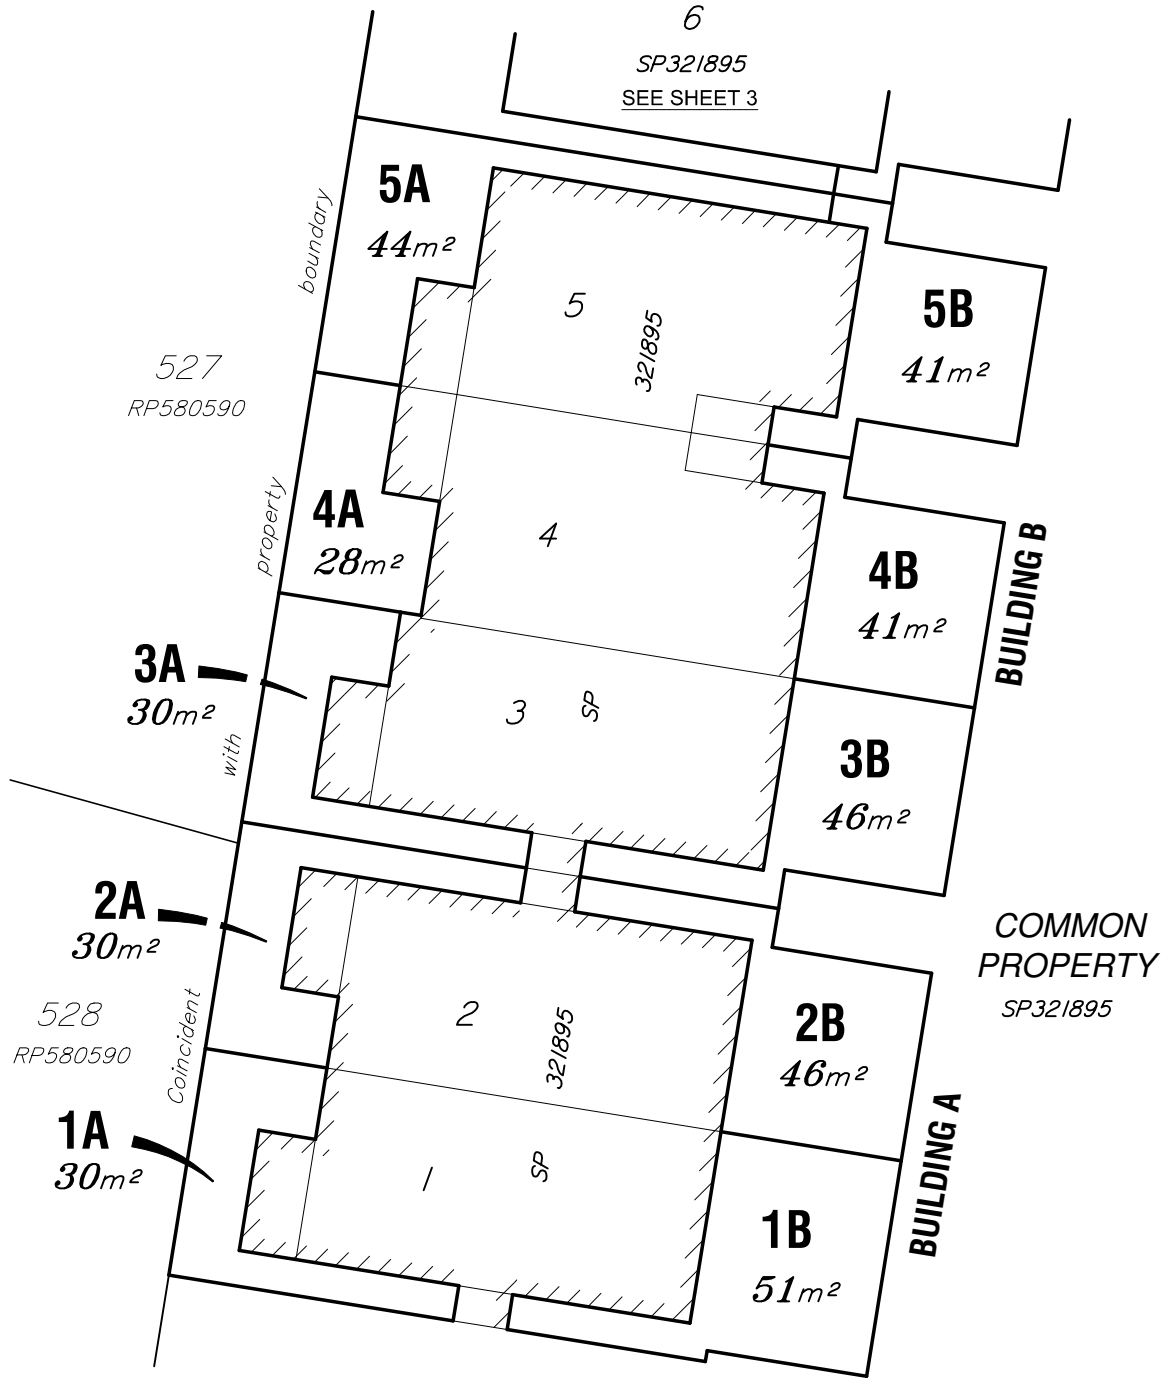 6
SP321895
SEE SHEET 3
5A
44m²
boundary
5
321895
5B
41m²
527
RP580590
property
4A
28m²
4
4B
41m²
BUILDING B
3A
30m²
with
3
SP
3B
46m²
2A
30m²
COMMON
PROPERTY
SP321895
528
RP580590
Coincident
2
321895
2B
46m²
1A
30m²
1
SP
1B
51m²
BUILDING A